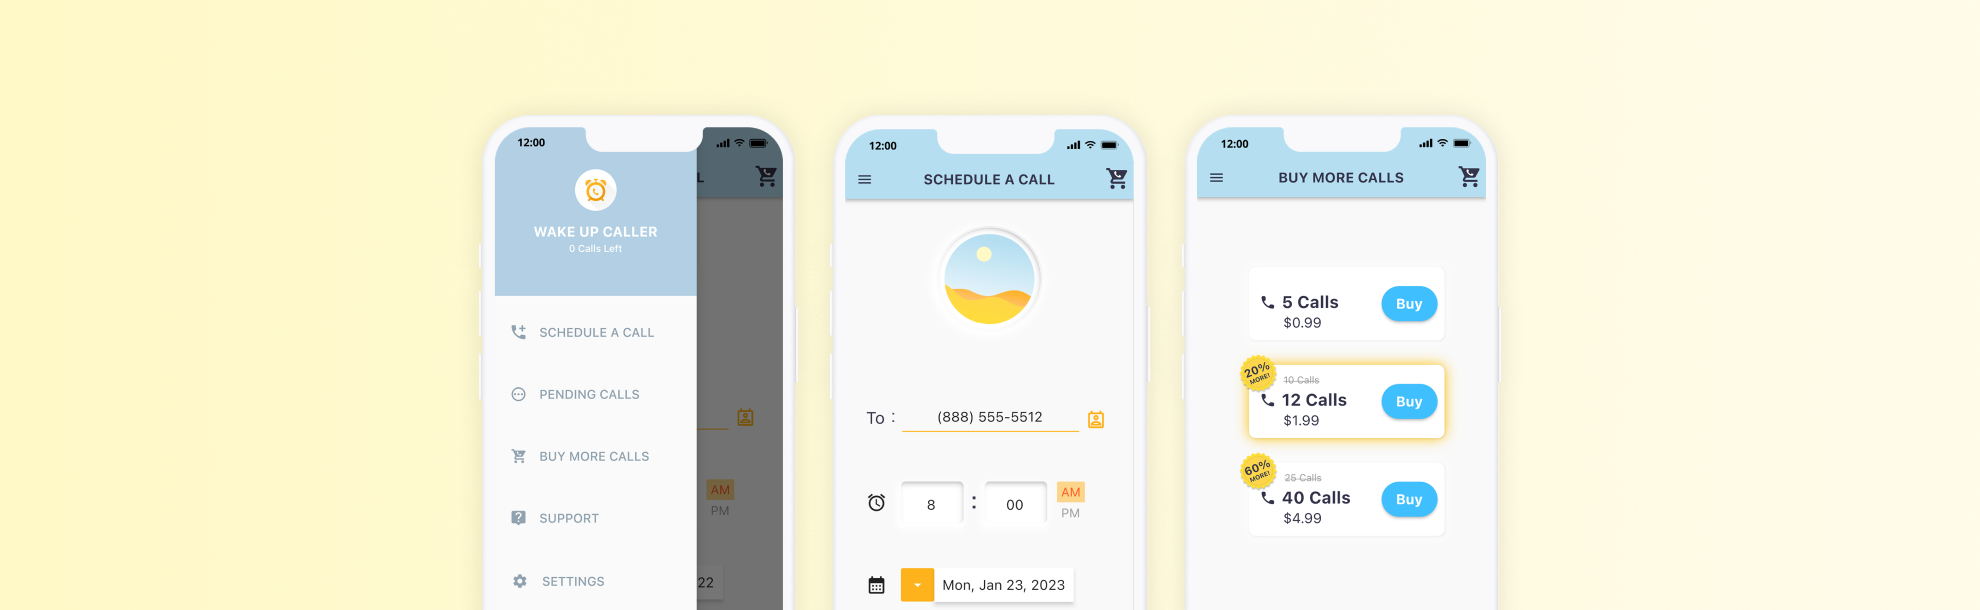 12:00
L
WAKE UP CALLER
0 Calls Left
SCHEDULE A CALL
PENDING CALLS
BUY MORE CALLS
AM
PM
SUPPORT
SETTINGS
22
12:00
SCHEDULE A CALL
To :
(888) 555-5512
8 : 00
AM
PM
Mon, Jan 23, 2023
12:00
BUY MORE CALLS
5 Calls
$0.99
Buy
20%
MORE!
10 Calls
12 Calls
$1.99
Buy
60%
MORE!
25 Calls
40 Calls
$4.99
Buy